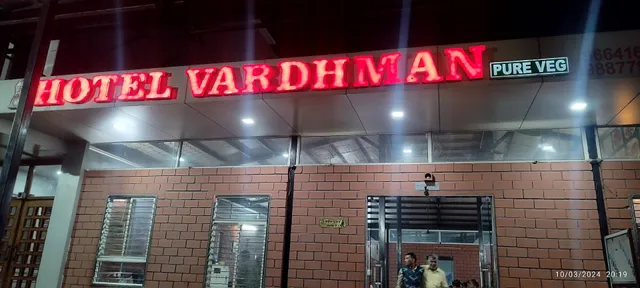 HOTEL VARDHMAN
PURE VEG
10/03/2024 20:19